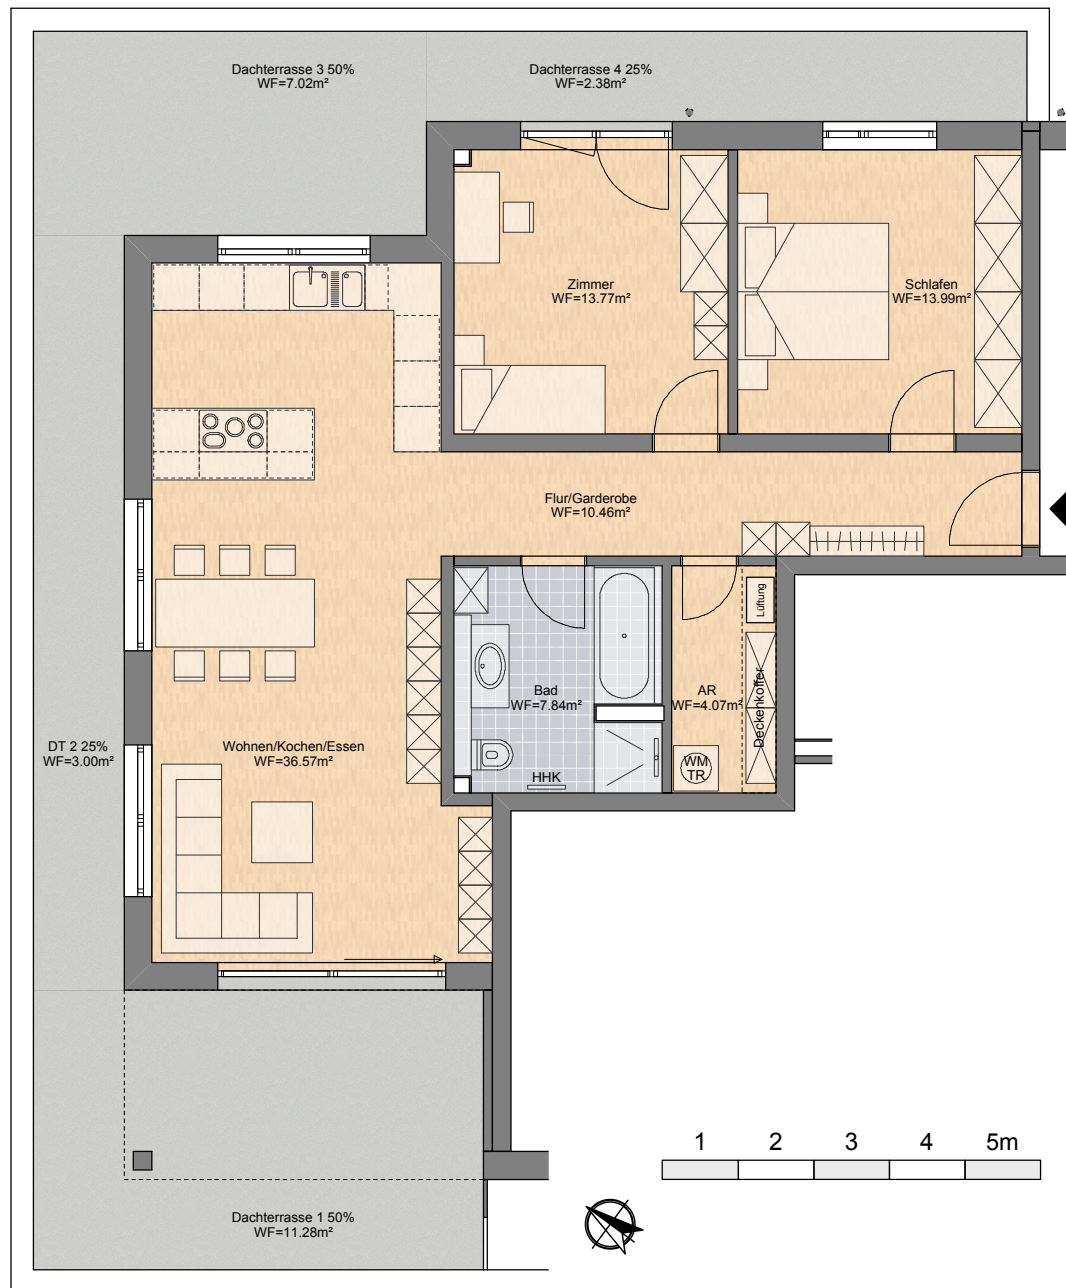 Dachterrasse 3 50%
WF=7.02m²
Dachterrasse 4 25%
WF=2.38m²
Zimmer
WF=13.77m²
Schlafen
WF=13.99m²
Flur/Garderobe
WF=10.46m²
Lüftung
Bad
WF=7.84m²
AR
WF=4.07m²
Deckenkoffer
DT 2 25%
WF=3.00m²
Wohnen/Kochen/Essen
WF=36.57m²
WM
TR
HHK
1 2 3 4 5m
Dachterrasse 1 50%
WF=11.28m²